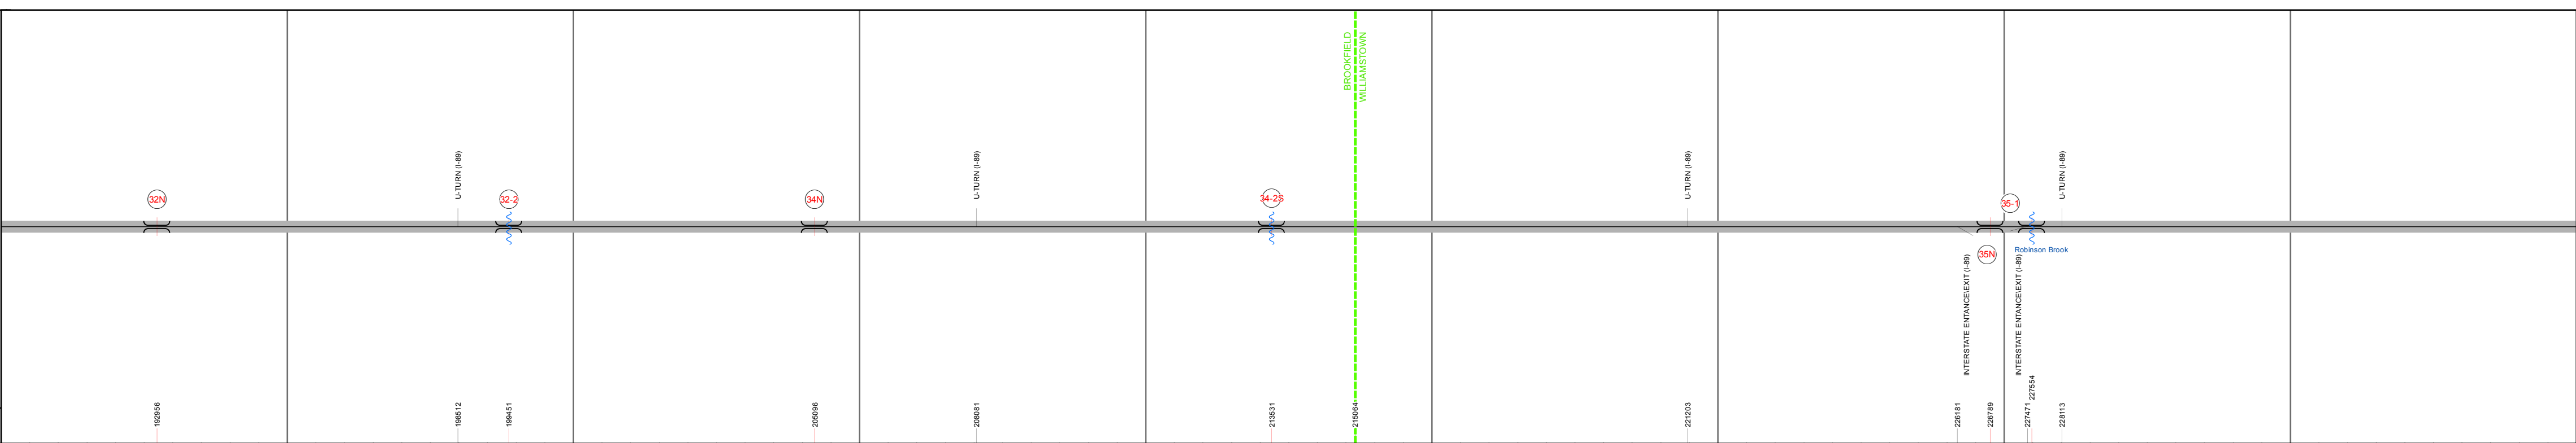 BROOKFIELD
WILLIAMSTOWN
U-TURN (I-89)
U-TURN (I-89)
U-TURN (I-89)
U-TURN (I-89)
32N
32-2
34N
34-2S
35-1
35N
Robinson Brook
INTERSTATE ENTANCE\EXIT (I-89)
INTERSTATE ENTANCE\EXIT (I-89)
192956
198512
199451
205096
208081
213531
215064
221203
226181
226789
227471
227554
228113